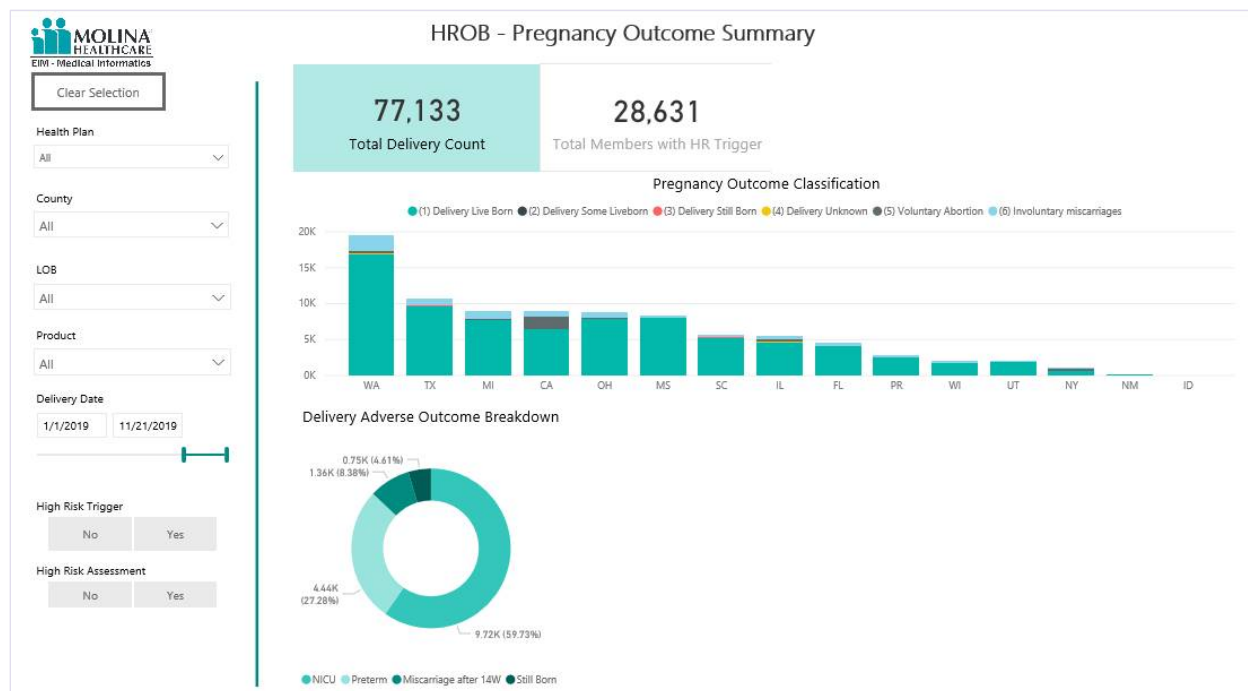 MOLINA
HEALTHCARE
EIM - Medical Informatics
HROB - Pregnancy Outcome Summary
Clear Selection
Health Plan
All
County
All
LOB
All
Product
All
Delivery Date
1/1/2019 11/21/2019
High Risk Trigger
No Yes
High Risk Assessment
No Yes
77,133
Total Delivery Count
28,631
Total Members with HR Trigger
Pregnancy Outcome Classification
(1) Delivery Live Born (2) Delivery Some Liveborn (3) Delivery Still Born (4) Delivery Unknown (5) Voluntary Abortion (6) Involuntary miscarriages
20K
15K
10K
5K
0K
WA TX MI CA OH MS SC IL FL PR WI UT NY NM ID
Delivery Adverse Outcome Breakdown
0.75K (4.61%)
1.36K (8.38%)
4.44K
(27.28%)
9.72K (59.73%)
NICU Preterm Miscarriage after 14W Still Born